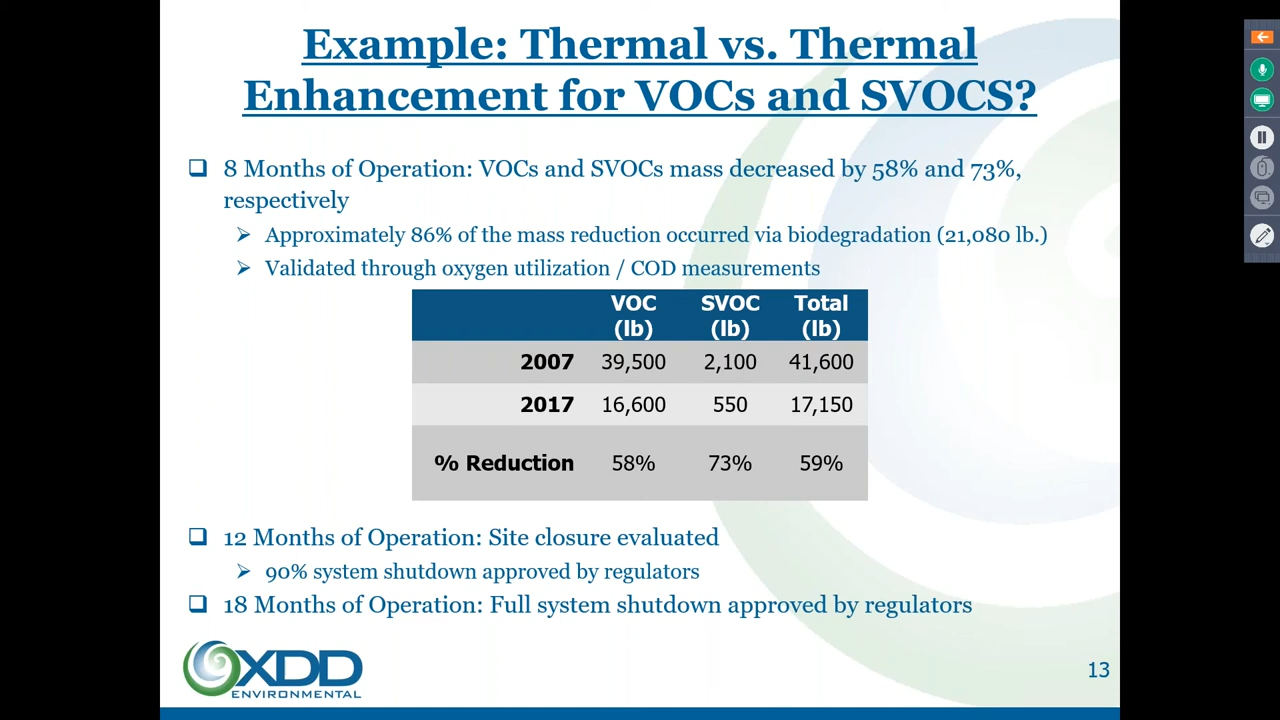 Example: Thermal vs. Thermal
Enhancement for VOCs and SVOCS?
8 Months of Operation: VOCs and SVOCs mass decreased by 58% and 73%,
respectively
Approximately 86% of the mass reduction occurred via biodegradation (21,080 lb.)
Validated through oxygen utilization / COD measurements
VOC (lb) SVOC (lb) Total (lb)
2007 39,500 2,100 41,600
2017 16,600 550 17,150
% Reduction 58% 73% 59%
12 Months of Operation: Site closure evaluated
90% system shutdown approved by regulators
18 Months of Operation: Full system shutdown approved by regulators
XDD
ENVIRONMENTAL
13